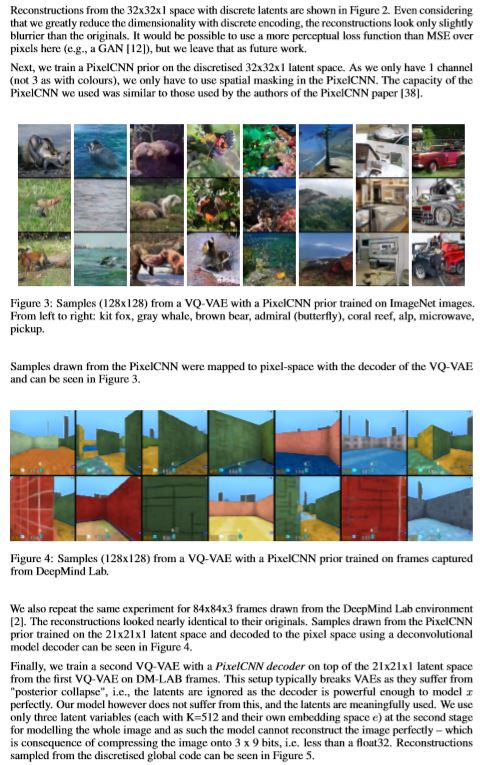 Reconstructions from the 32x32x1 space with discrete latents are shown in Figure 2. Even considering
that we greatly reduce the dimensionality with discrete encoding, the reconstructions look only slightly
blurrier than the originals. It would be possible to use a more perceptual loss function than MSE over
pixels here (e.g., a GAN [12]), but we leave that as future work.
Next, we train a PixelCNN prior on the discretised 32x32x1 latent space. As we only have 1 channel
(not 3 as with colours), we only have to use spatial masking in the PixelCNN. The capacity of the
PixelCNN we used was similar to those used by the authors of the PixelCNN paper [38].
Figure 3: Samples (128x128) from a VQ-VAE with a PixelCNN prior trained on ImageNet images.
From left to right: kit fox, gray whale, brown bear, admiral (butterfly), coral reef, alp, microwave,
pickup.
Samples drawn from the PixelCNN were mapped to pixel-space with the decoder of the VQ-VAE
and can be seen in Figure 3.
Figure 4: Samples (128x128) from a VQ-VAE with a PixelCNN prior trained on frames captured
from DeepMind Lab.
We also repeat the same experiment for 84x84x3 frames drawn from the DeepMind Lab environment
[2]. The reconstructions looked nearly identical to their originals. Samples drawn from the PixelCNN
prior trained on the 21x21x1 latent space and decoded to the pixel space using a deconvolutional
model decoder can be seen in Figure 4.
Finally, we train a second VQ-VAE with a PixelCNN decoder on top of the 21x21x1 latent space
from the first VQ-VAE on DM-LAB frames. This setup typically breaks VAEs as they suffer from
"posterior collapse", i.e., the latents are ignored as the decoder is powerful enough to model x
perfectly. Our model however does not suffer from this, and the latents are meaningfully used. We use
only three latent variables (each with K=512 and their own embedding space e) at the second stage
for modelling the whole image and as such the model cannot reconstruct the image perfectly – which
is consequence of compressing the image onto 3 x 9 bits, i.e. less than a float32. Reconstructions
sampled from the discretised global code can be seen in Figure 5.